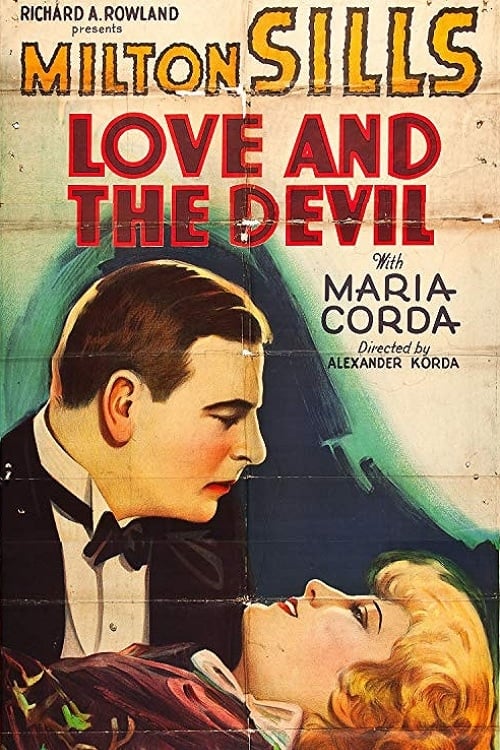 RICHARD A. ROWLAND
presents
MILTON SILLS
LOVE AND
THE DEVIL
With
MARIA
CORDA
Directed by
ALEXANDER KORDA